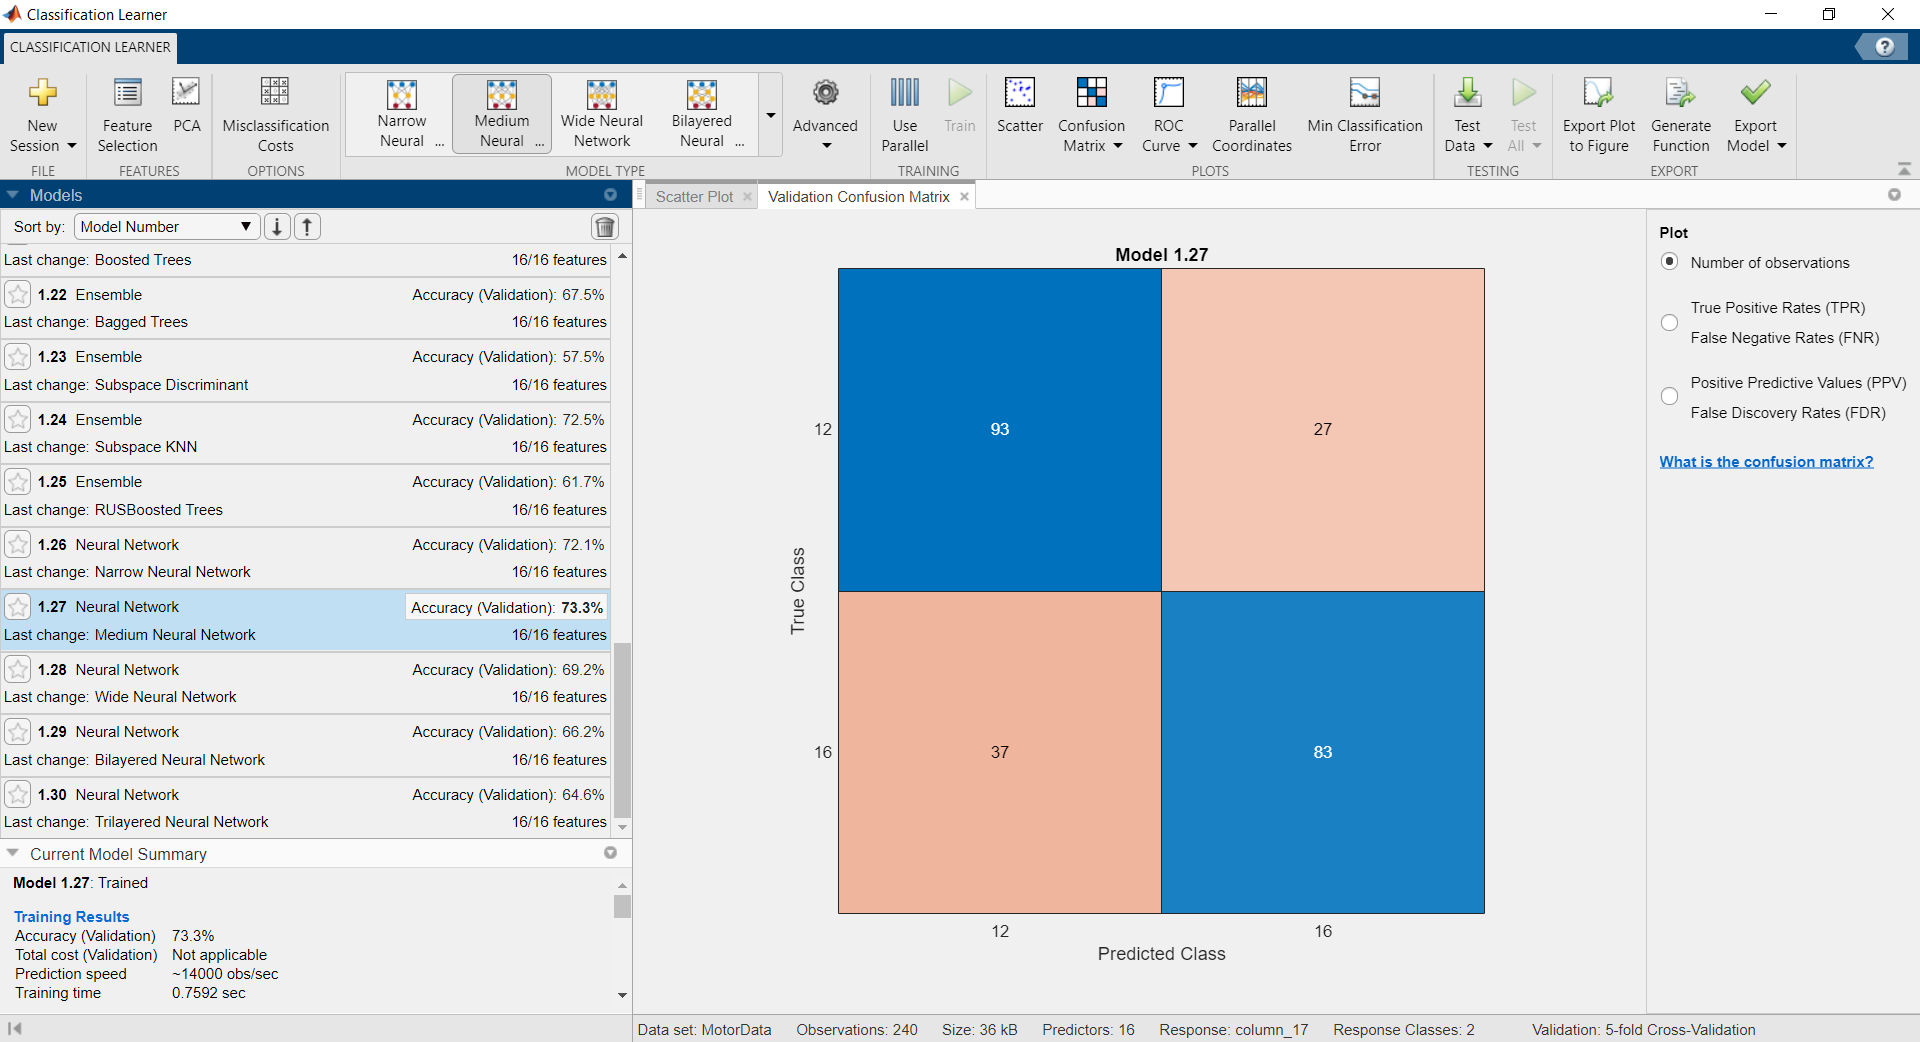 Classification Learner
CLASSIFICATION LEARNER
New Session
Feature Selection
PCA
Misclassification Costs
Narrow Neural ...
Medium Neural ...
Wide Neural Network
Bilayered Neural ...
Advanced
Use Parallel
Train
Scatter
Confusion Matrix
ROC Curve
Parallel Coordinates
Min Classification Error
Test Data
Test All
Export Plot to Figure
Generate Function
Export Model
FILE
FEATURES
OPTIONS
MODEL TYPE
TRAINING
PLOTS
TESTING
EXPORT
Models
Sort by: Model Number
Last change: Boosted Trees 16/16 features
1.22 Ensemble Accuracy (Validation): 67.5%
Last change: Bagged Trees 16/16 features
1.23 Ensemble Accuracy (Validation): 57.5%
Last change: Subspace Discriminant 16/16 features
1.24 Ensemble Accuracy (Validation): 72.5%
Last change: Subspace KNN 16/16 features
1.25 Ensemble Accuracy (Validation): 61.7%
Last change: RUSBoosted Trees 16/16 features
1.26 Neural Network Accuracy (Validation): 72.1%
Last change: Narrow Neural Network 16/16 features
1.27 Neural Network Accuracy (Validation): 73.3%
Last change: Medium Neural Network 16/16 features
1.28 Neural Network Accuracy (Validation): 69.2%
Last change: Wide Neural Network 16/16 features
1.29 Neural Network Accuracy (Validation): 66.2%
Last change: Bilayered Neural Network 16/16 features
1.30 Neural Network Accuracy (Validation): 64.6%
Last change: Trilayered Neural Network 16/16 features
Current Model Summary
Model 1.27: Trained
Training Results
Accuracy (Validation) 73.3%
Total cost (Validation) Not applicable
Prediction speed ~14000 obs/sec
Training time 0.7592 sec
Scatter Plot
Validation Confusion Matrix
Model 1.27
12 93 27
True Class
16 37 83
12 16
Predicted Class
Plot
Number of observations
True Positive Rates (TPR)
False Negative Rates (FNR)
Positive Predictive Values (PPV)
False Discovery Rates (FDR)
What is the confusion matrix?
Data set: MotorData Observations: 240 Size: 36 kB Predictors: 16 Response: column_17 Response Classes: 2 Validation: 5-fold Cross-Validation